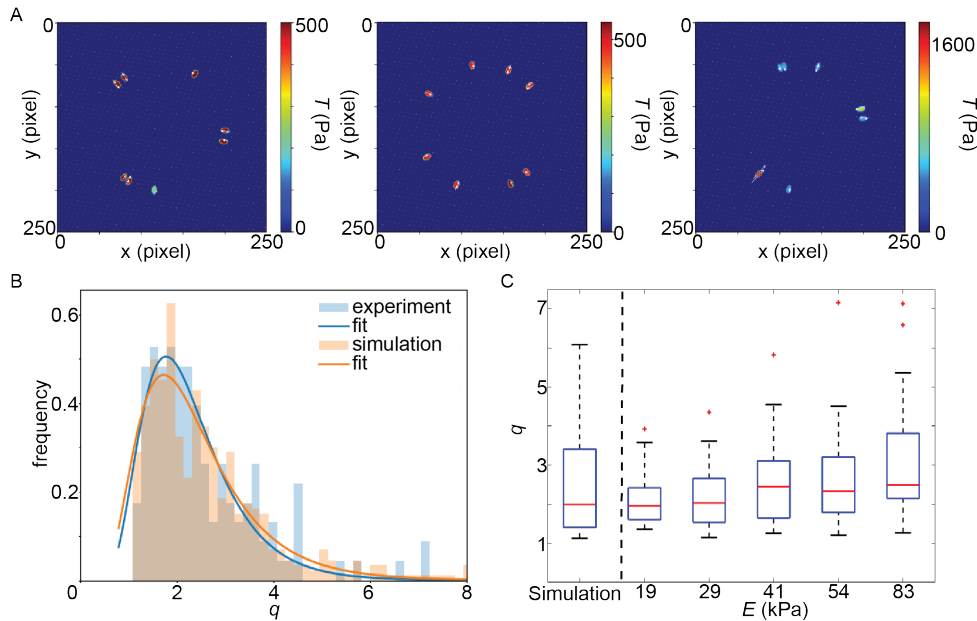 A
0
y (pixel)
250
0
x (pixel)
250
500
T (Pa)
0
y (pixel)
250
0
x (pixel)
250
500
T (Pa)
0
0
y (pixel)
250
0
x (pixel)
250
1600
T (Pa)
0
B
frequency
0.6
0.4
0.2
0
2
4
6
8
q
experiment
fit
simulation
fit
C
q
7
5
3
1
Simulation
19
29
41
54
83
E (kPa)